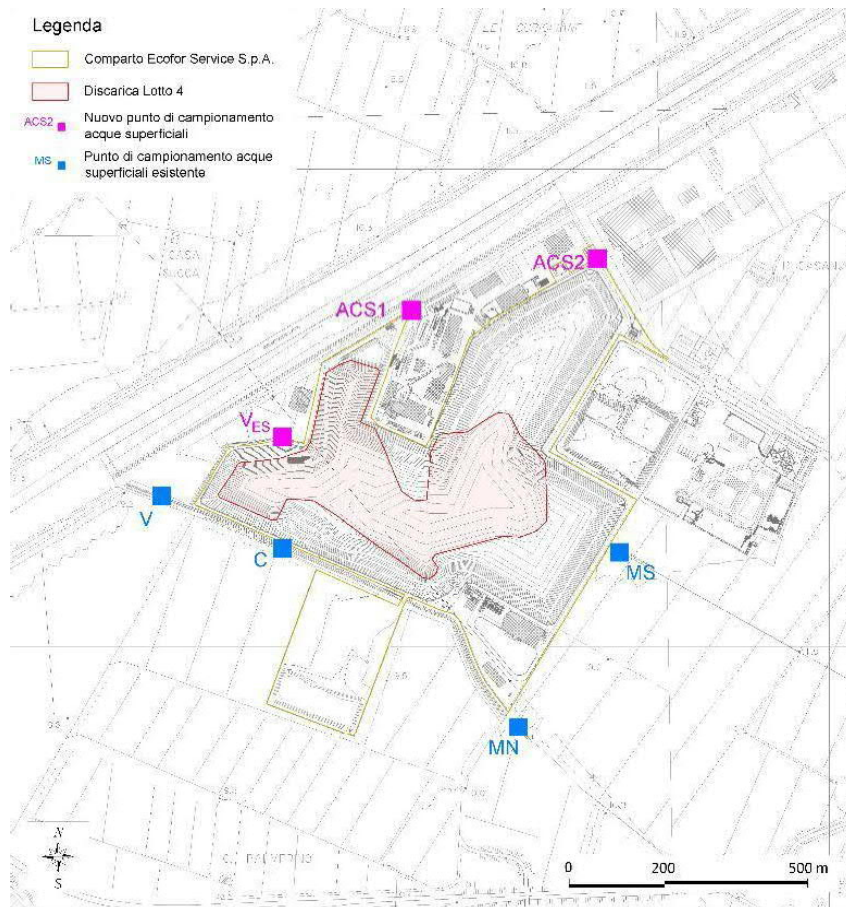 Legenda
Comparto Ecofor Service S.p.A.
Discarica Lotto 4
ACS2 Nuovo punto di campionamento
acque superficiali
MS Punto di campionamento acque
superficiali esistente
ACS2
ACS1
VES
V
C
MS
MN
CASA
N
S
0 200 500 m